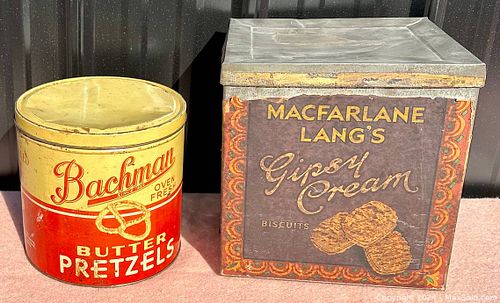 Bachman
OVEN
FRESH
BUTTER
PRETZELS
MACFARLANE
LANG'S
Gipsy
Cream
BISCUITS